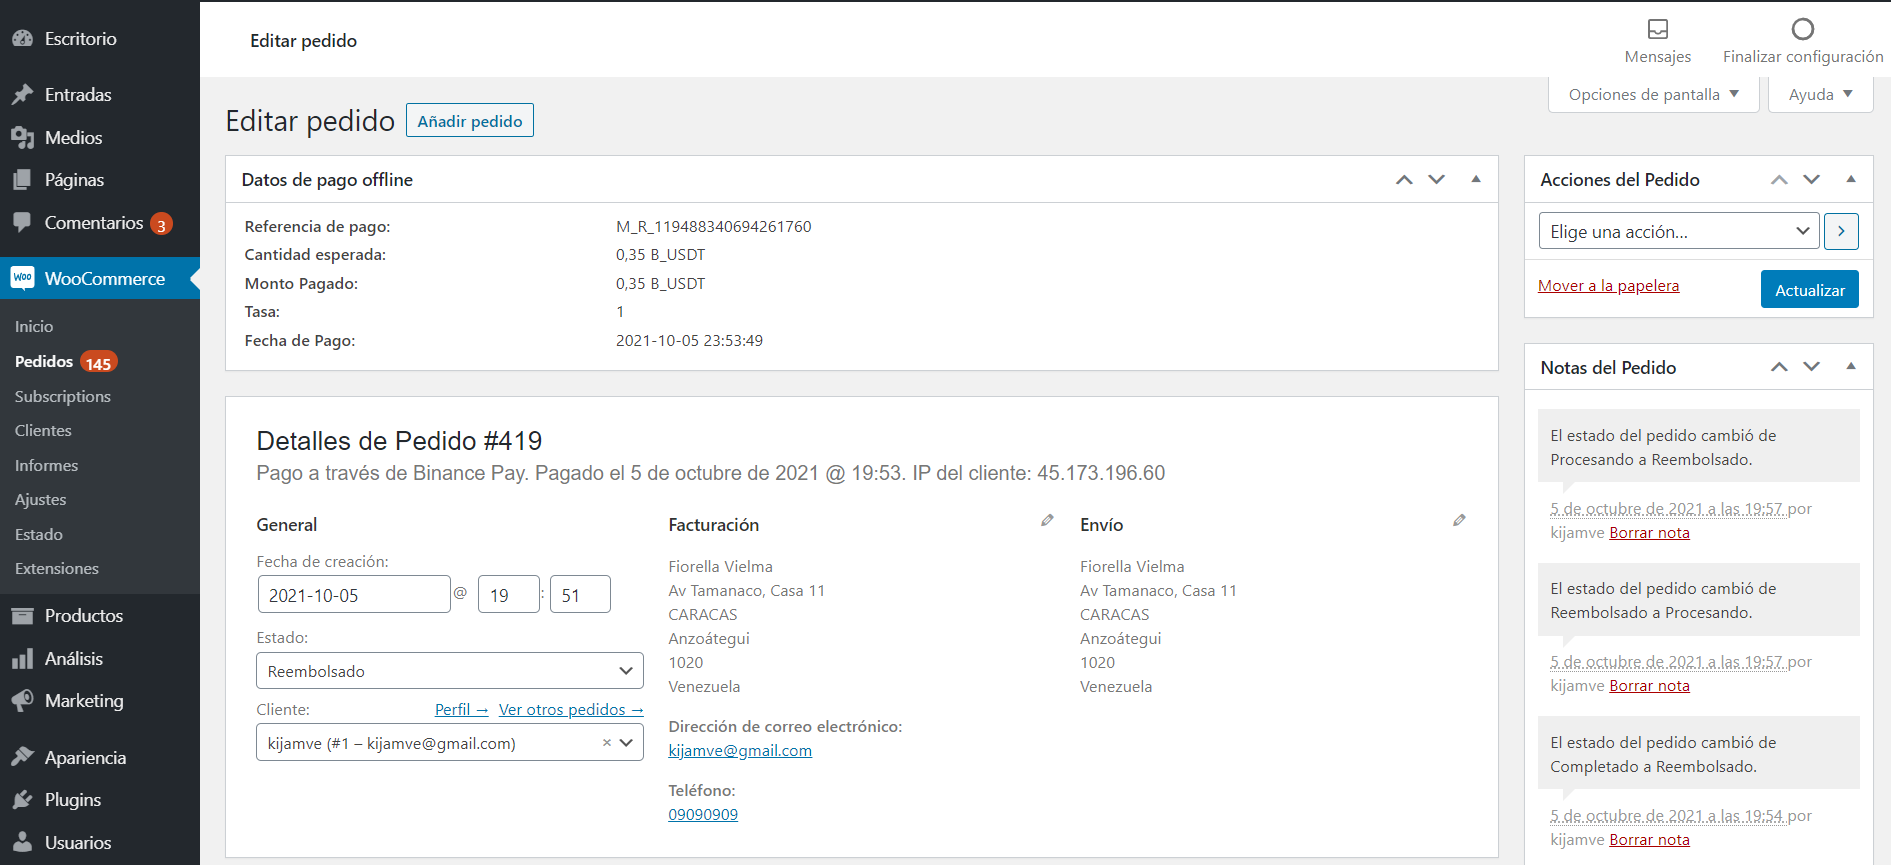 Escritorio
Entradas
Medios
Páginas
Comentarios 3
Woo WooCommerce
Inicio
Pedidos 145
Subscriptions
Clientes
Informes
Ajustes
Estado
Extensiones
Productos
Análisis
Marketing
Apariencia
Plugins
Usuarios
Editar pedido
Mensajes
Finalizar configuración
Opciones de pantalla
Ayuda
Editar pedido
Añadir pedido
Datos de pago offline
Referencia de pago: M_R_119488340694261760
Cantidad esperada: 0,35 B_USDT
Monto Pagado: 0,35 B_USDT
Tasa: 1
Fecha de Pago: 2021-10-05 23:53:49
Detalles de Pedido #419
Pago a través de Binance Pay. Pagado el 5 de octubre de 2021 @ 19:53. IP del cliente: 45.173.196.60
General
Fecha de creación:
2021-10-05 @ 19 : 51
Estado:
Reembolsado
Cliente: Perfil → Ver otros pedidos →
kijamve (#1 – kijamve@gmail.com) ×
Facturación
Fiorella Vielma
Av Tamanaco, Casa 11
CARACAS
Anzoátegui
1020
Venezuela
Dirección de correo electrónico:
kijamve@gmail.com
Teléfono:
09090909
Envío
Fiorella Vielma
Av Tamanaco, Casa 11
CARACAS
Anzoátegui
1020
Venezuela
Acciones del Pedido
Elige una acción...
Mover a la papelera
Actualizar
Notas del Pedido
El estado del pedido cambió de
Procesando a Reembolsado.
5 de octubre de 2021 a las 19:57 por
kijamve Borrar nota
El estado del pedido cambió de
Reembolsado a Procesando.
5 de octubre de 2021 a las 19:57 por
kijamve Borrar nota
El estado del pedido cambió de
Completado a Reembolsado.
5 de octubre de 2021 a las 19:54 por
kijamve Borrar nota